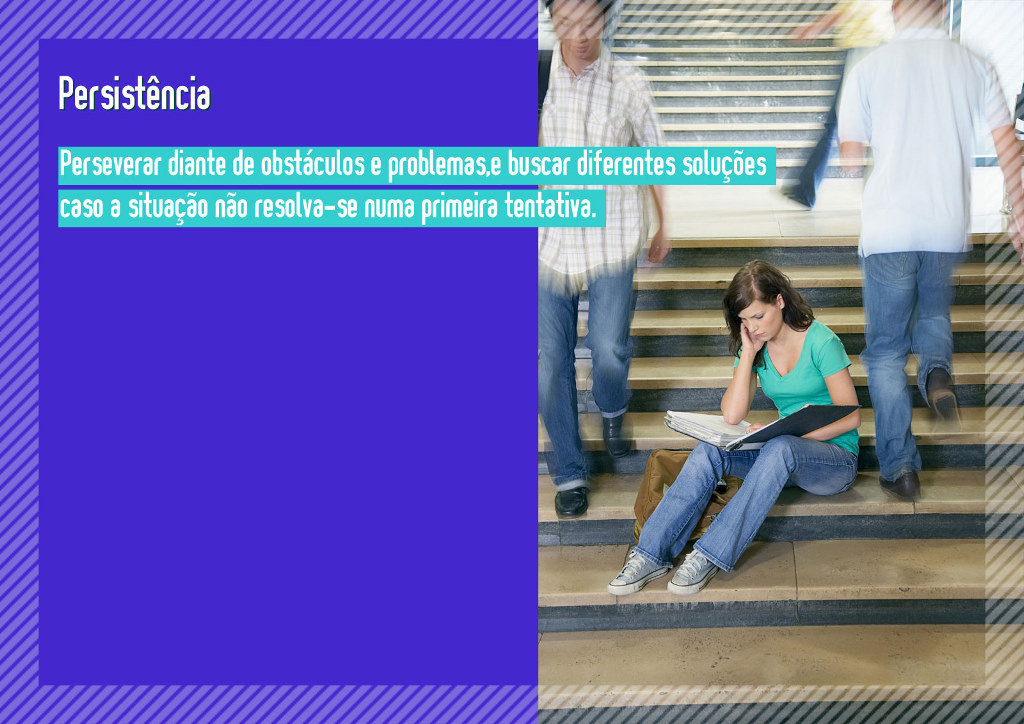 Persistência
Perseverar diante de obstáculos e problemas,e buscar diferentes soluções
caso a situação não resolva-se numa primeira tentativa.